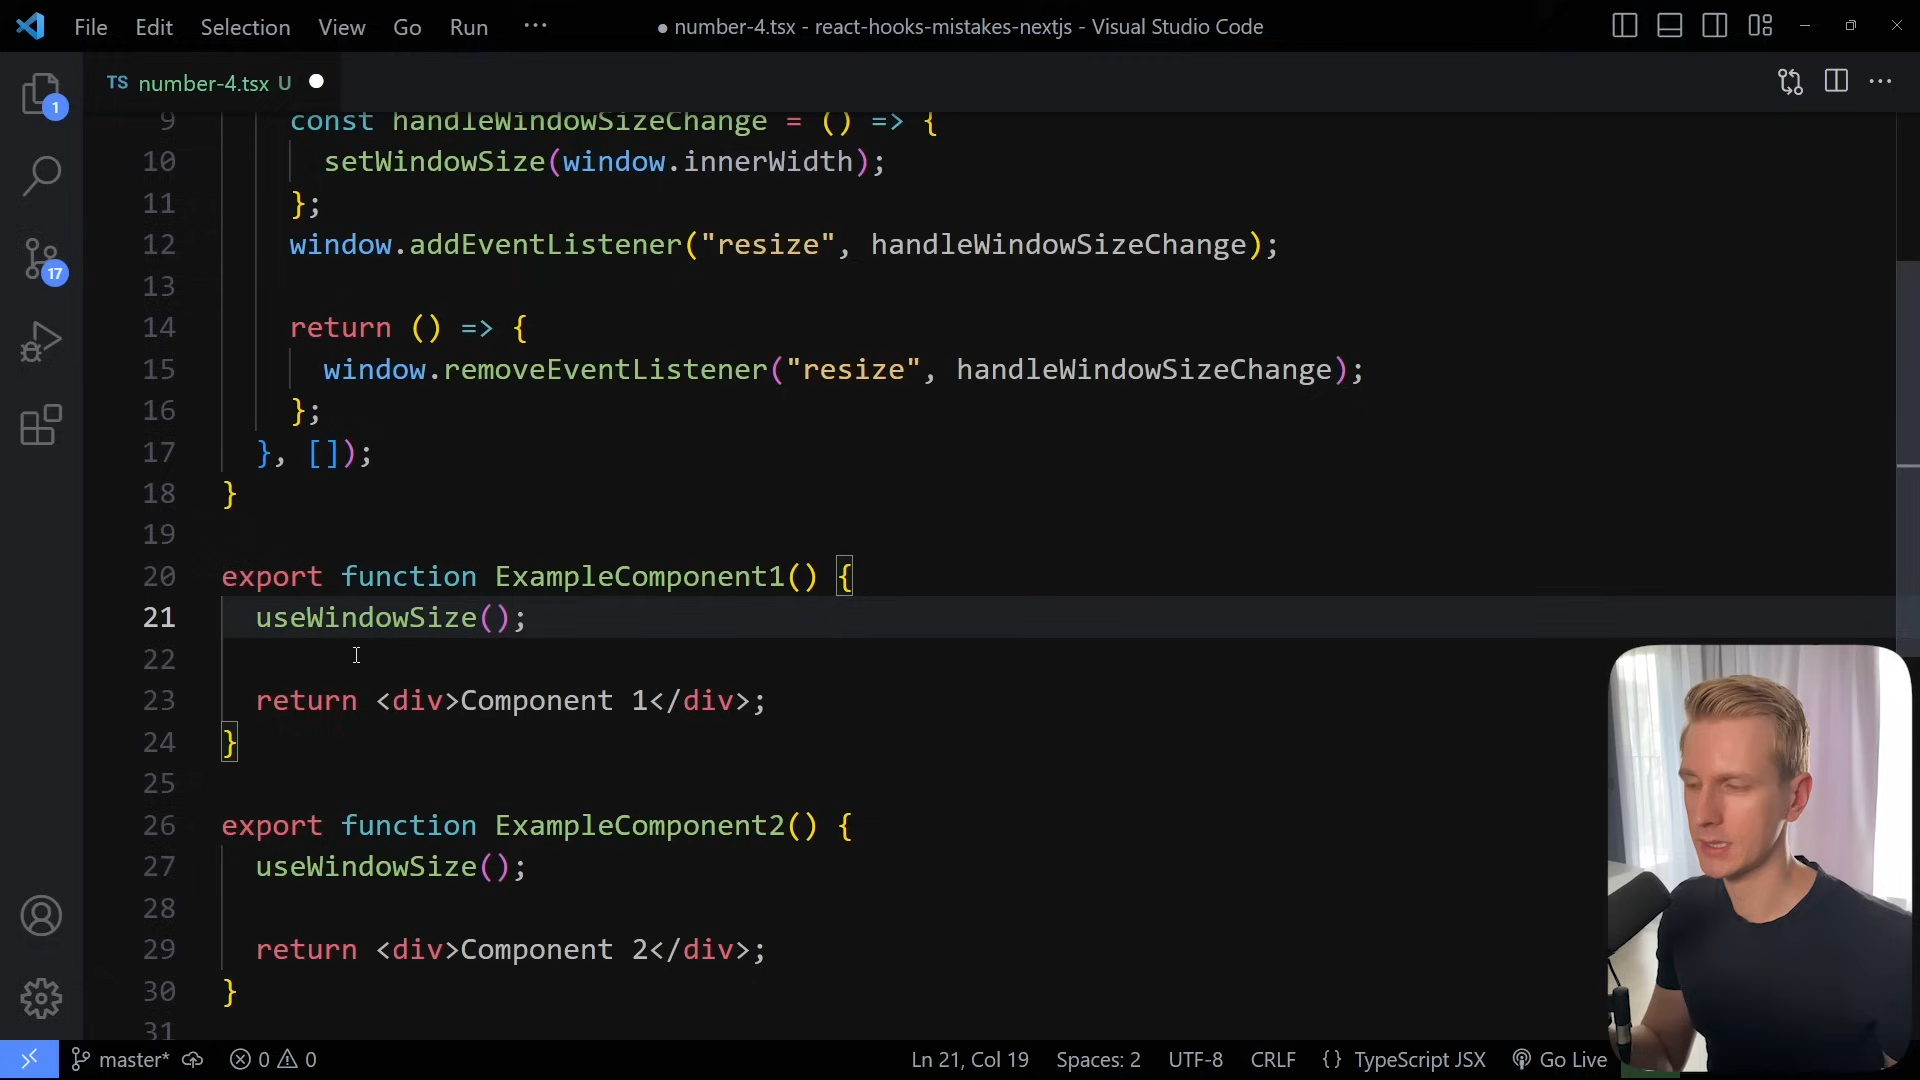 File Edit Selection View Go Run ··· ● number-4.tsx - react-hooks-mistakes-nextjs - Visual Studio Code
TS number-4.tsx U ●
1
17
9 const handleWindowSizeChange = () => {
10 setWindowSize(window.innerWidth);
11 };
12 window.addEventListener("resize", handleWindowSizeChange);
13
14 return () => {
15 window.removeEventListener("resize", handleWindowSizeChange);
16 };
17 }, []);
18 }
19
20 export function ExampleComponent1() {
21 useWindowSize();
22
23 return <div>Component 1</div>;
24 }
25
26 export function ExampleComponent2() {
27 useWindowSize();
28
29 return <div>Component 2</div>;
30 }
31
master* 0 0 Ln 21, Col 19 Spaces: 2 UTF-8 CRLF {} TypeScript JSX Go Live